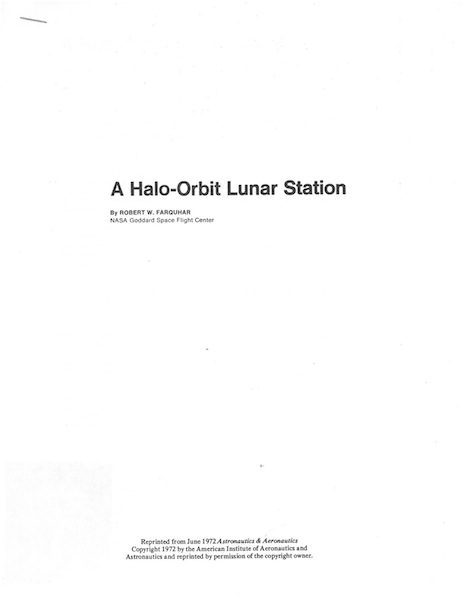 A Halo-Orbit Lunar Station
By ROBERT W. FARQUHAR
NASA Goddard Space Flight Center
Reprinted from June 1972 Astronautics & Aeronautics
Copyright 1972 by the American Institute of Aeronautics and
Astronautics and reprinted by permission of the copyright owner.